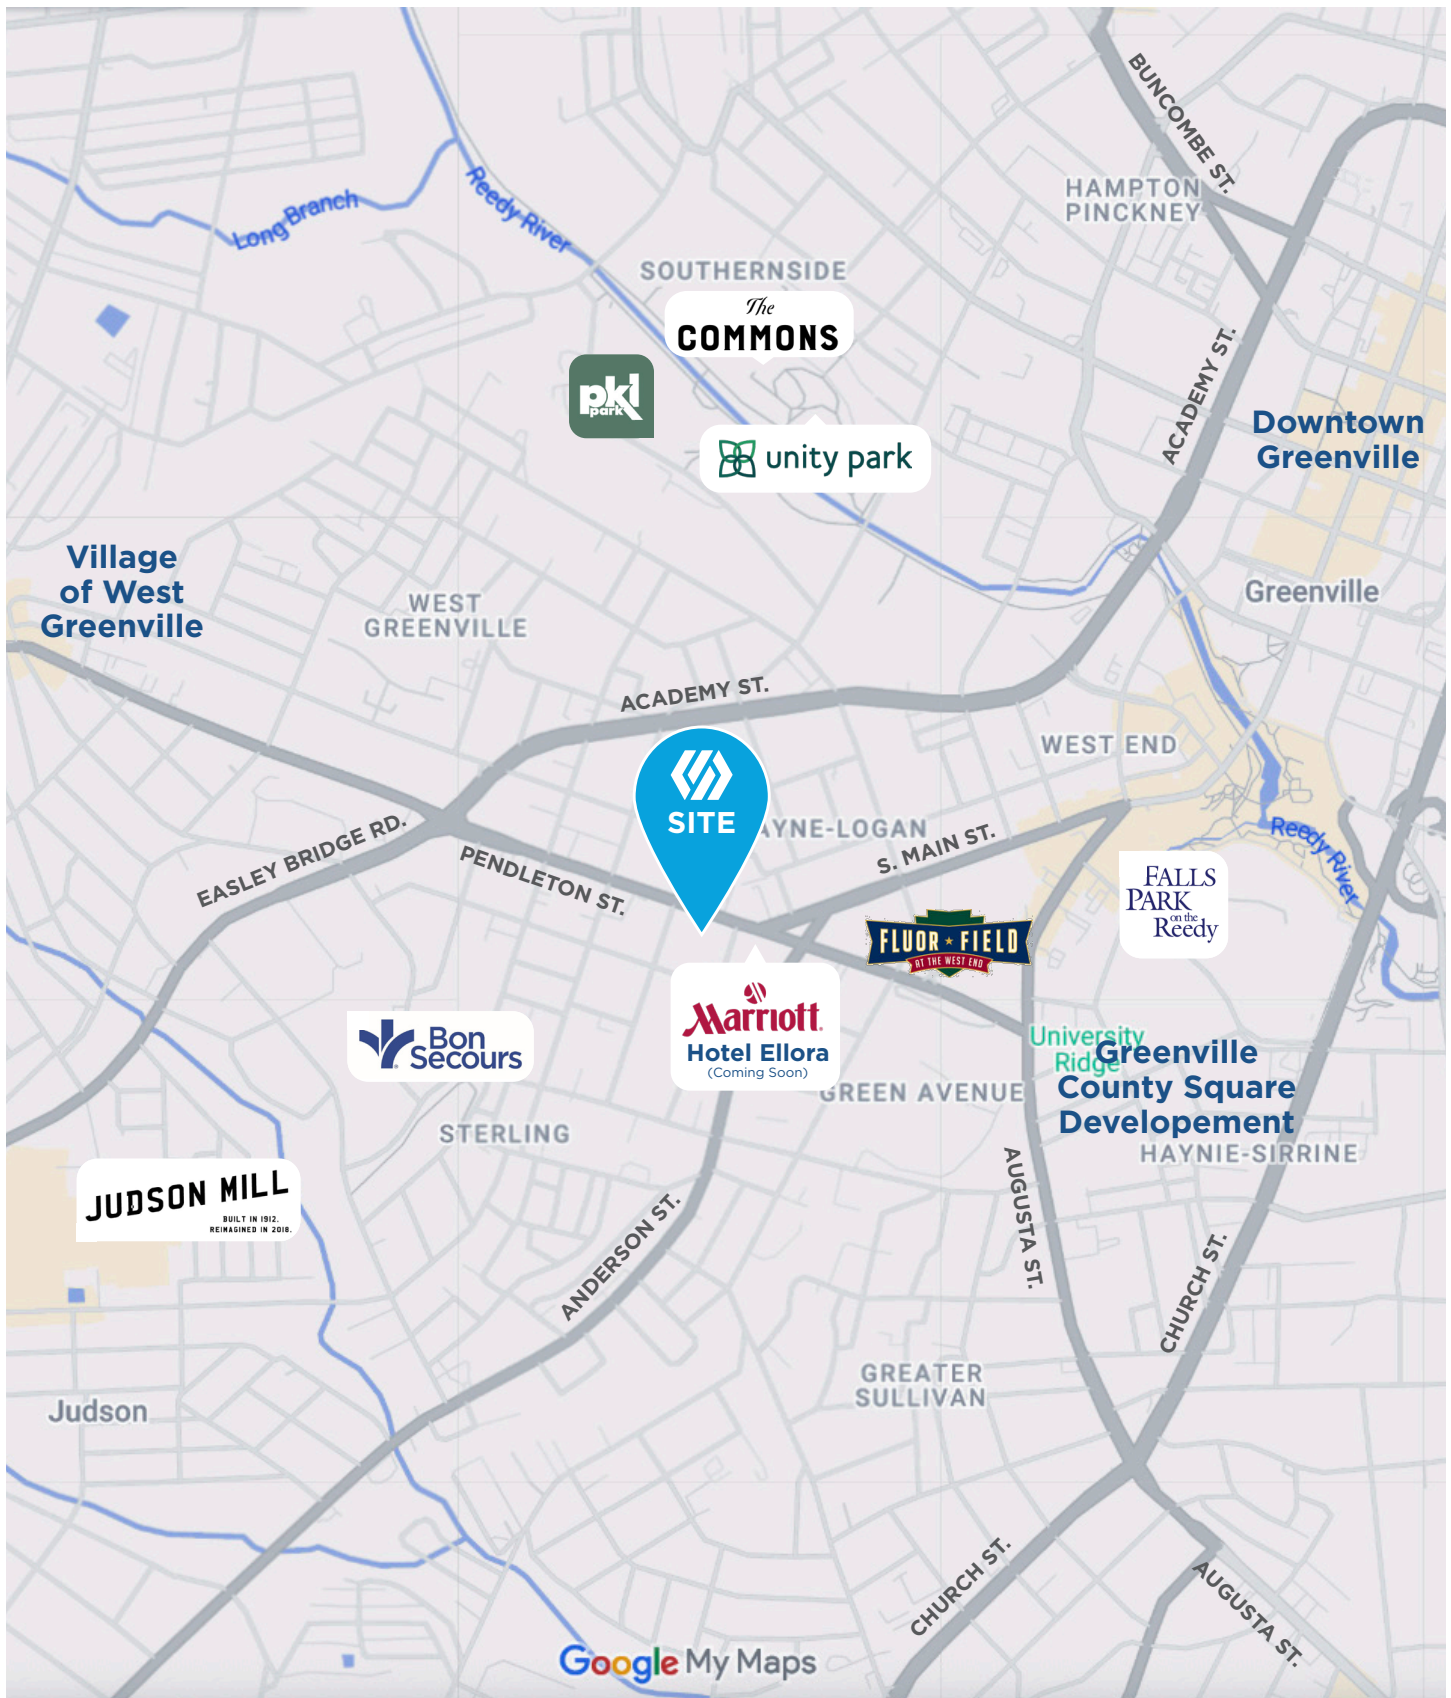 BUNCOMBE ST.
HAMPTON
PINCKNEY
Long Branch
Reedy River
SOUTHERNSIDE
The
COMMONS
pkl
park
unity park
ACADEMY ST.
Downtown
Greenville
Village
of West
Greenville
WEST
GREENVILLE
Greenville
ACADEMY ST.
WEST END
SITE
AYNE-LOGAN
S. MAIN ST.
EASLEY BRIDGE RD.
PENDLETON ST.
Reedy River
FALLS
PARK
on the
Reedy
FLUOR FIELD
AT THE WEST END
Marriott
Hotel Ellora
(Coming Soon)
Bon
Secours
University
Ridge
Greenville
County Square
Developement
GREEN AVENUE
STERLING
HAYNIE-SIRRINE
JUDSON MILL
BUILT IN 1912.
REIMAGINED IN 2018.
ANDERSON ST.
AUGUSTA ST.
CHURCH ST.
GREATER
SULLIVAN
Judson
CHURCH ST.
AUGUSTA ST.
Google My Maps